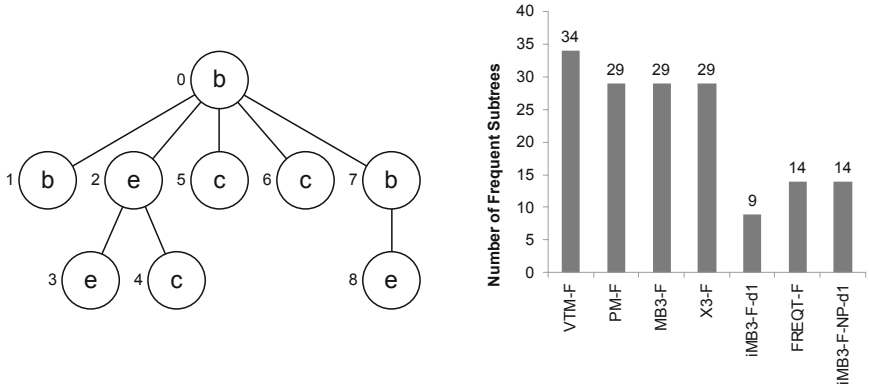 0 b
1 b
2 e
5 c
6 c
7 b
3 e
4 c
8 e
Number of Frequent Subtrees
40
35
30
25
20
15
10
5
0
34
29
29
29
9
14
14
VTM-F
PM-F
MB3-F
X3-F
iMB3-F-d1
FREQT-F
iMB3-F-NP-d1